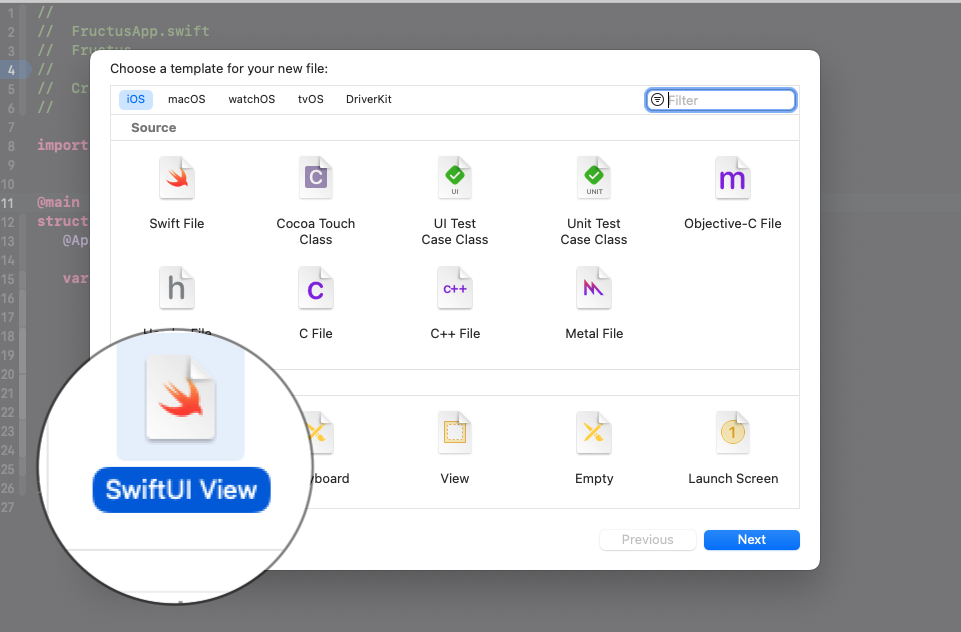 1 //
2 // FructusApp.swift
3 // Fructus
4 //
5 // Cr
6 //
7
8 import
9
10
11 @main
12 struct
13 @Ap
14
15 var
16
17
18
19
20
21
22
23
24
25
26
27
Choose a template for your new file:
iOS macOS watchOS tvOS DriverKit Filter
Source
C UI UNIT m
Swift File Cocoa Touch Class UI Test Case Class Unit Test Case Class Objective-C File
h C C++
Header File C File C++ File Metal File
1
SwiftUI View yboard View Empty Launch Screen
Previous Next